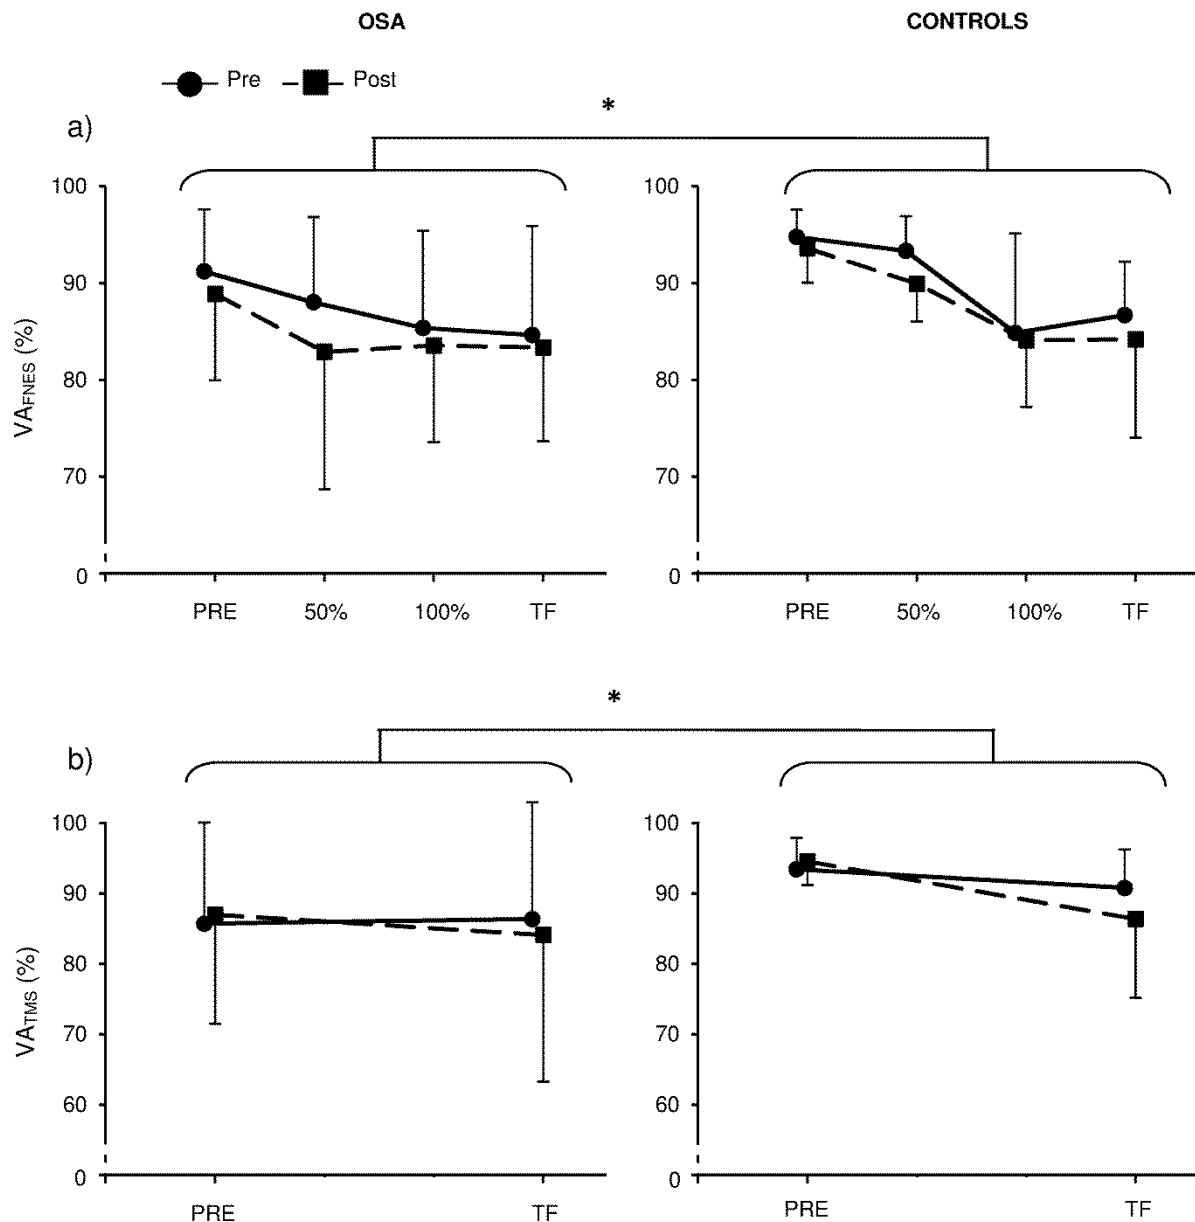 OSA CONTROLS
Pre Post
*
a)
100 100
90 90
80 80
70 70
0 0
VAFNES (%)
PRE 50% 100% TF PRE 50% 100% TF
*
b)
100 100
90 90
80 80
70 70
60 60
0 0
VATMS (%)
PRE TF PRE TF